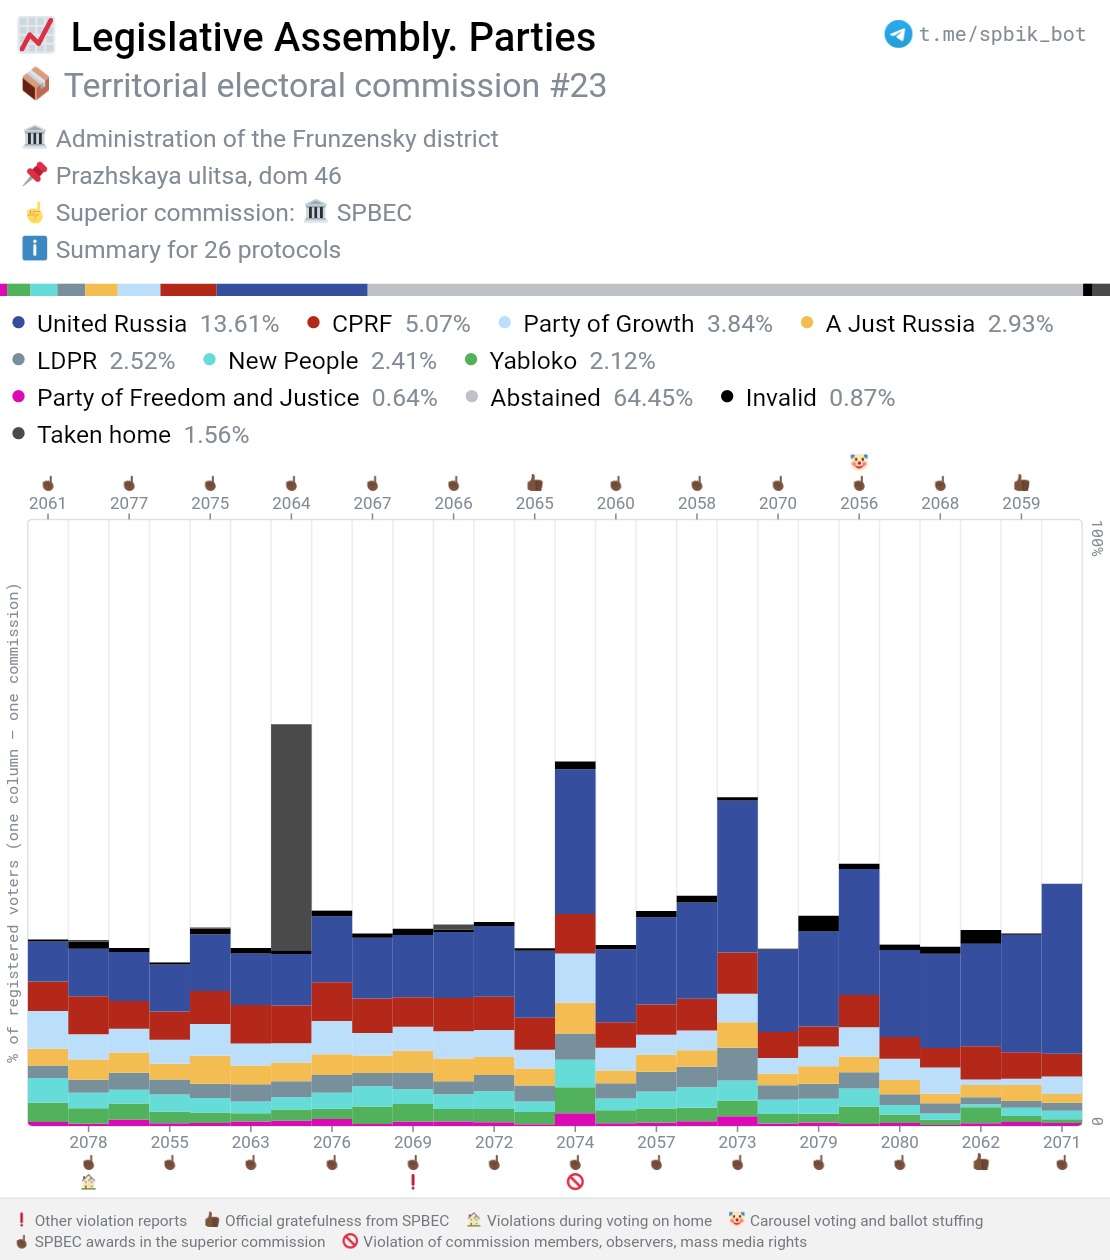 Legislative Assembly. Parties
t.me/spbik_bot
Territorial electoral commission #23
Administration of the Frunzensky district
Prazhskaya ulitsa, dom 46
Superior commission: SPBEC
Summary for 26 protocols
United Russia 13.61% CPRF 5.07% Party of Growth 3.84% A Just Russia 2.93%
LDPR 2.52% New People 2.41% Yabloko 2.12%
Party of Freedom and Justice 0.64% Abstained 64.45% Invalid 0.87%
Taken home 1.56%
2061 2077 2075 2064 2067 2066 2065 2060 2058 2070 2056 2068 2059
100%
% of registered voters (one column – one commission)
0
2078 2055 2063 2076 2069 2072 2074 2057 2073 2079 2080 2062 2071
Other violation reports Official gratefulness from SPBEC Violations during voting on home Carousel voting and ballot stuffing
SPBEC awards in the superior commission Violation of commission members, observers, mass media rights